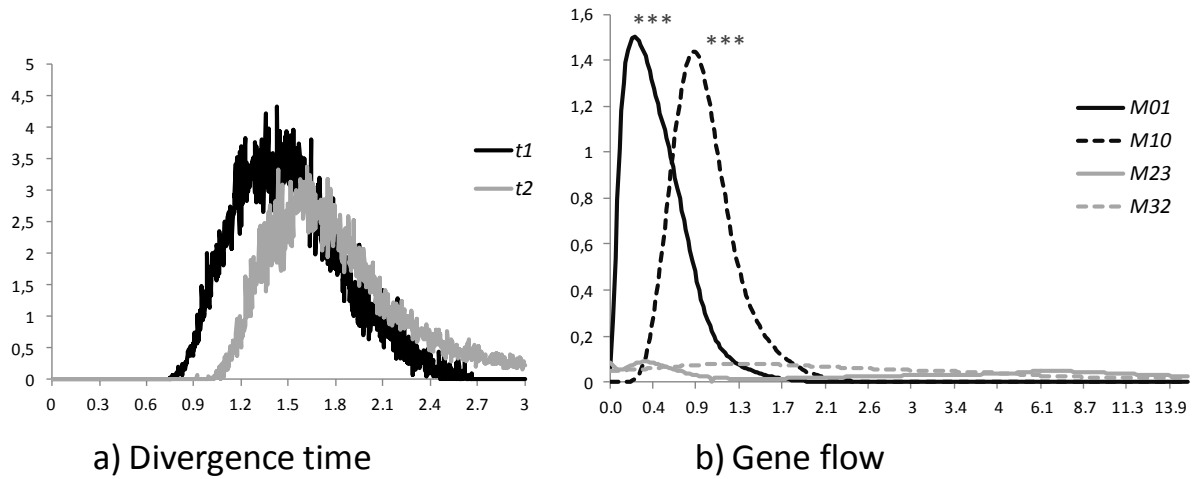 5
4,5
4
3,5
3
2,5
2
1,5
1
0,5
0
0 0.3 0.6 0.9 1.2 1.5 1.8 2.1 2.4 2.7 3
t1
t2
a) Divergence time
1,6
1,4
1,2
1
0,8
0,6
0,4
0,2
0
*** ***
0.0 0.4 0.9 1.3 1.7 2.1 2.6 3 3.4 4 6.1 8.7 11.3 13.9
M01
M10
M23
M32
b) Gene flow